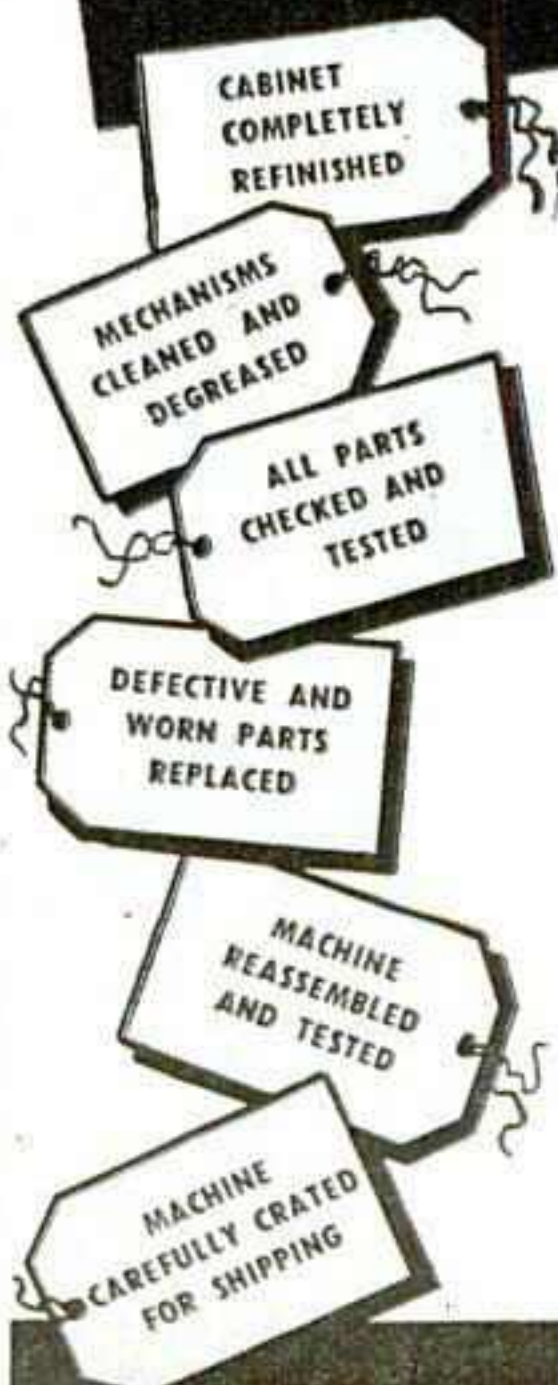 CABINET
COMPLETELY
REFINISHED
MECHANISMS
CLEANED AND
DEGREASED
ALL PARTS
CHECKED AND
TESTED
DEFECTIVE AND
WORN PARTS
REPLACED
MACHINE
REASSEMBLED
AND TESTED
MACHINE
CAREFULLY CRATED
FOR SHIPPING